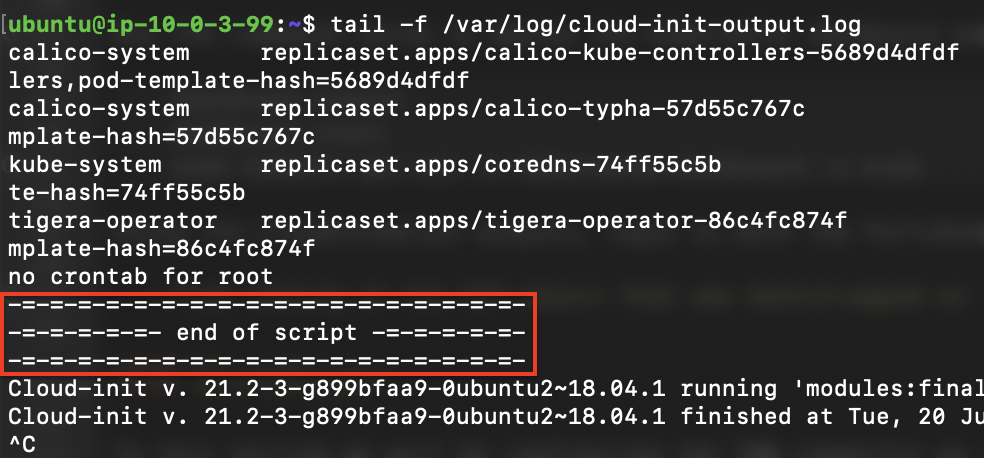 ubuntu@ip-10-0-3-99:~$ tail -f /var/log/cloud-init-output.log
calico-system     replicaset.apps/calico-kube-controllers-5689d4dfdf
lers,pod-template-hash=5689d4dfdf
calico-system     replicaset.apps/calico-typha-57d55c767c
mplate-hash=57d55c767c
kube-system       replicaset.apps/coredns-74ff55c5b
te-hash=74ff55c5b
tigera-operator   replicaset.apps/tigera-operator-86c4fc874f
mplate-hash=86c4fc874f
no crontab for root
-=-=-=-=-=-=-=-=-=-=-=-=-=-=-=-=-=-=-
-=-=-=-=-=- end of script -=-=-=-=-=-
-=-=-=-=-=-=-=-=-=-=-=-=-=-=-=-=-=-=-
Cloud-init v. 21.2-3-g899bfaa9-0ubuntu2~18.04.1 running 'modules:final
Cloud-init v. 21.2-3-g899bfaa9-0ubuntu2~18.04.1 finished at Tue, 20 Ju
^C